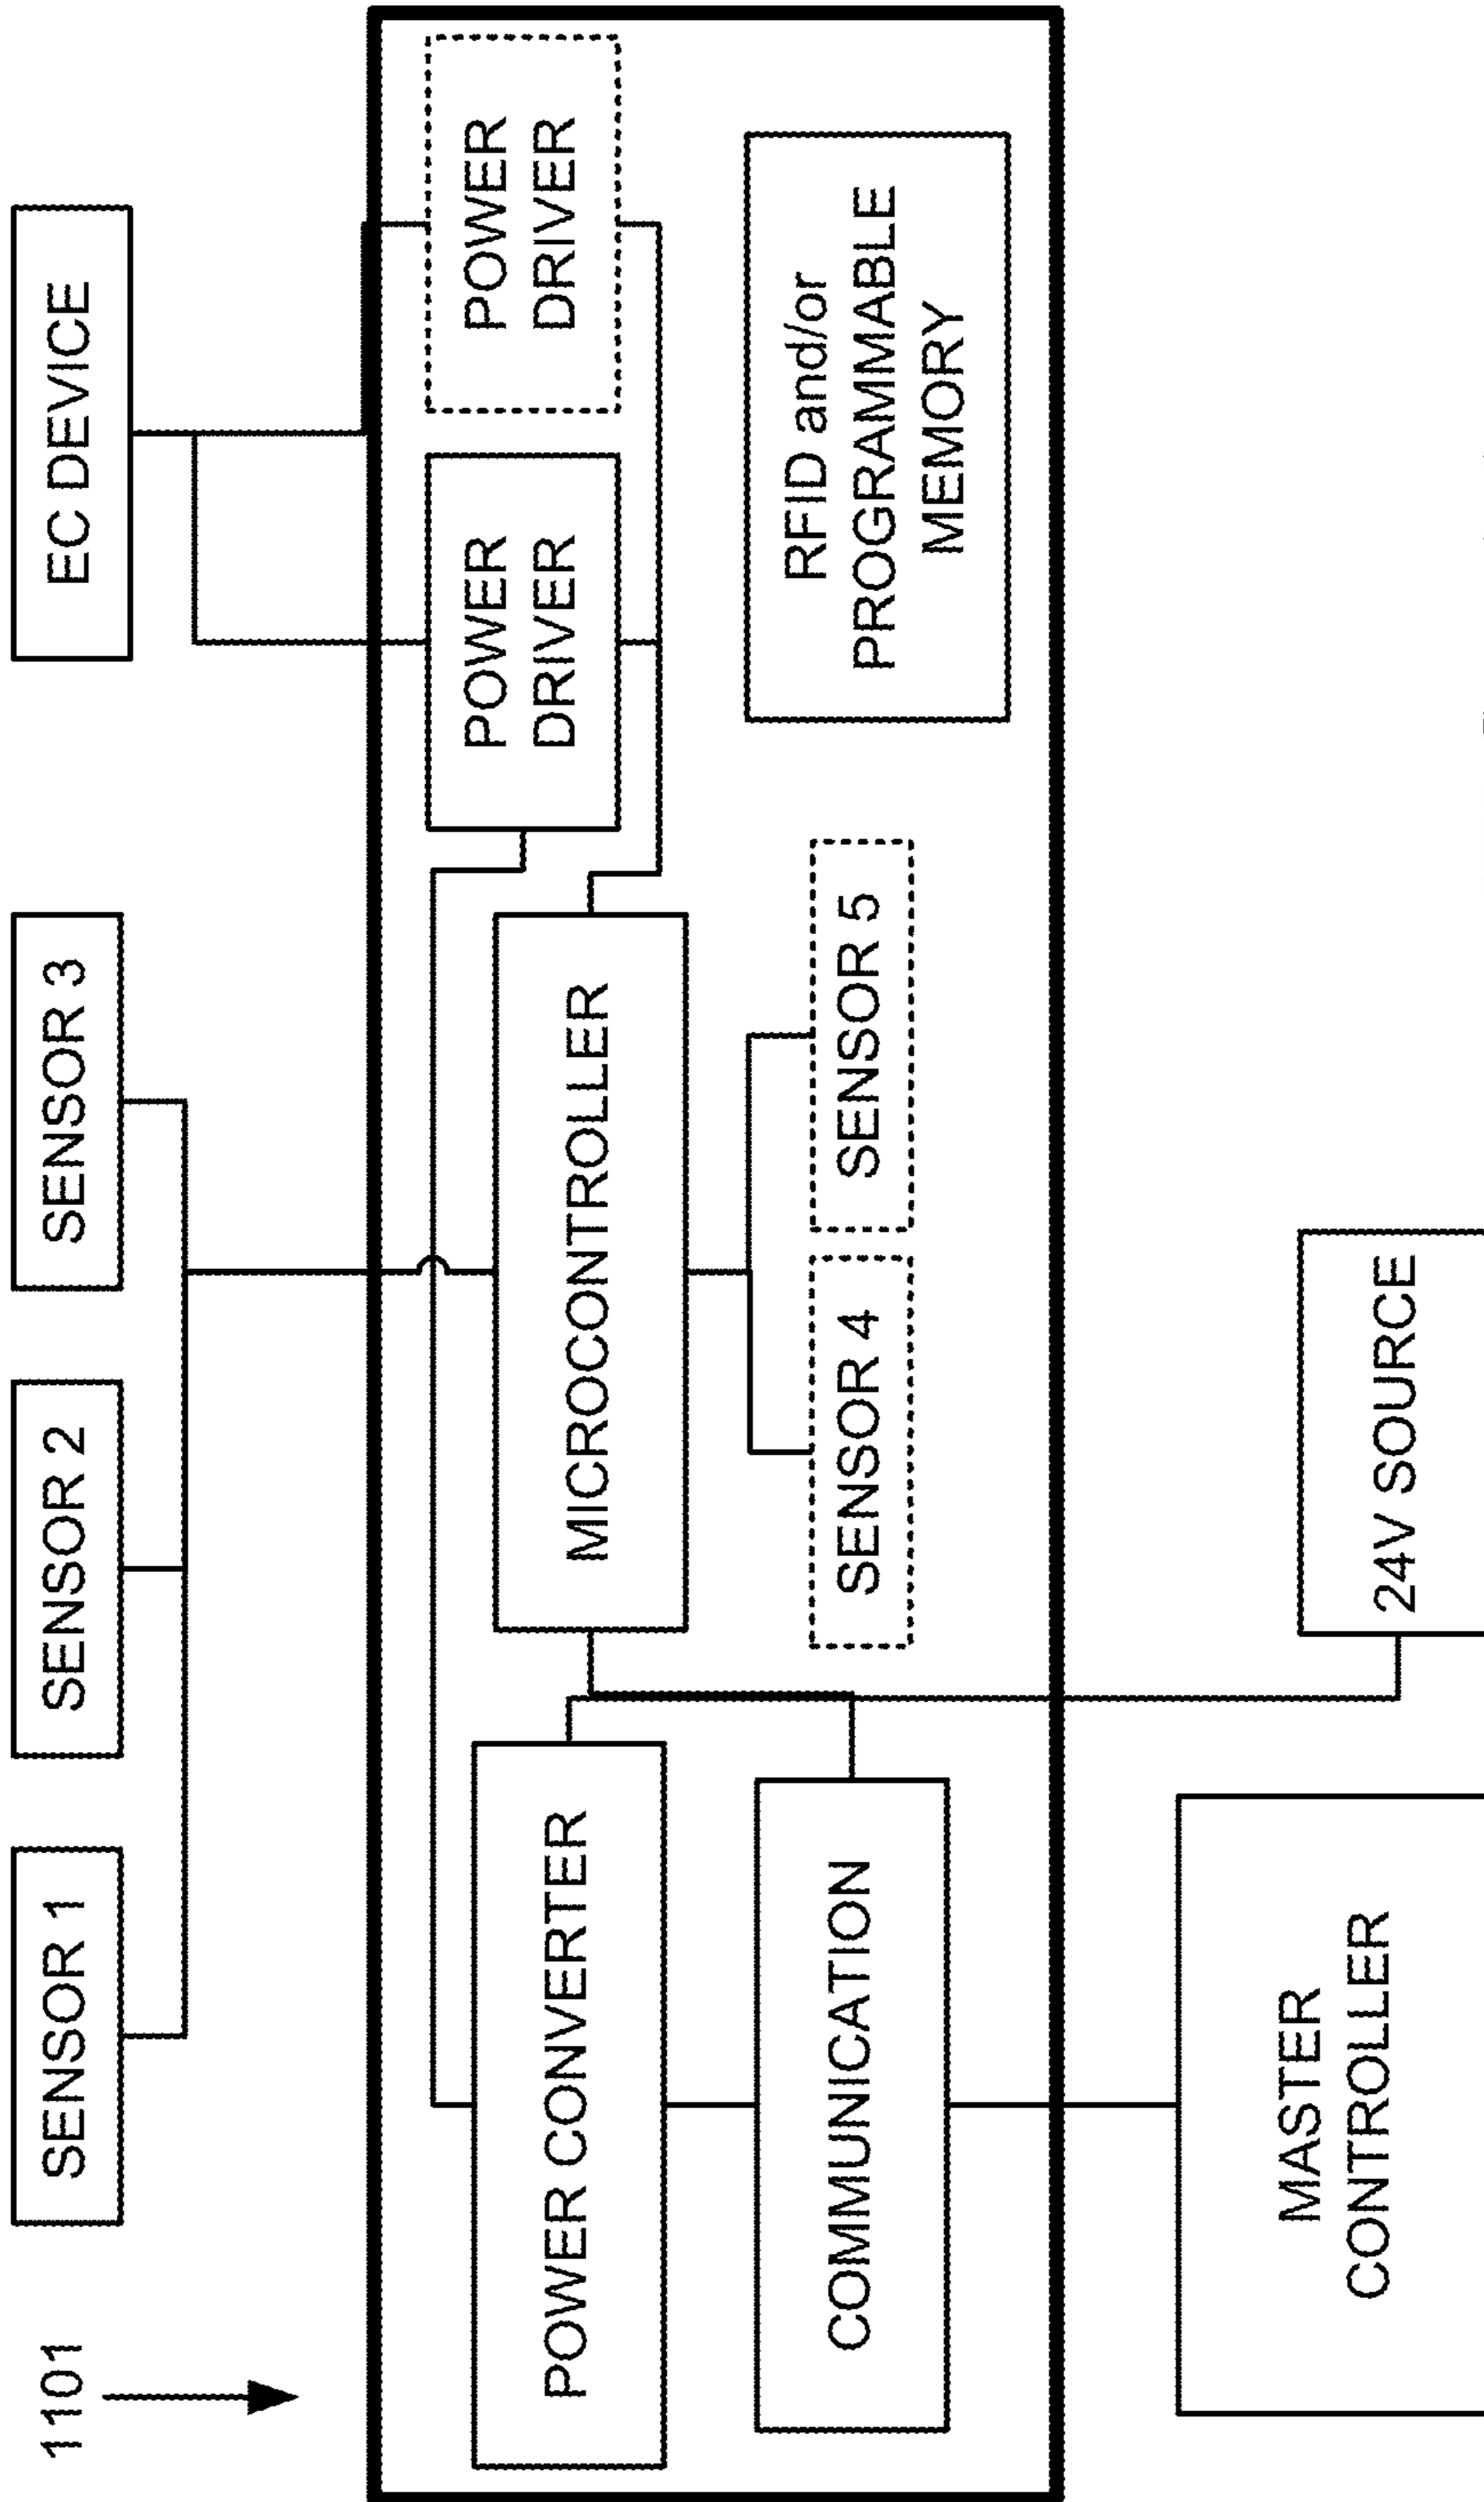 1101
SENSOR 1
SENSOR 2
SENSOR 3
EC DEVICE
POWER CONVERTER
MICROCONTROLLER
POWER
DRIVER
POWER
DRIVER
COMMUNICATION
SENSOR 4
SENSOR 5
RFID and/or
PROGRAMMABLE
MEMORY
MASTER
CONTROLLER
24V SOURCE